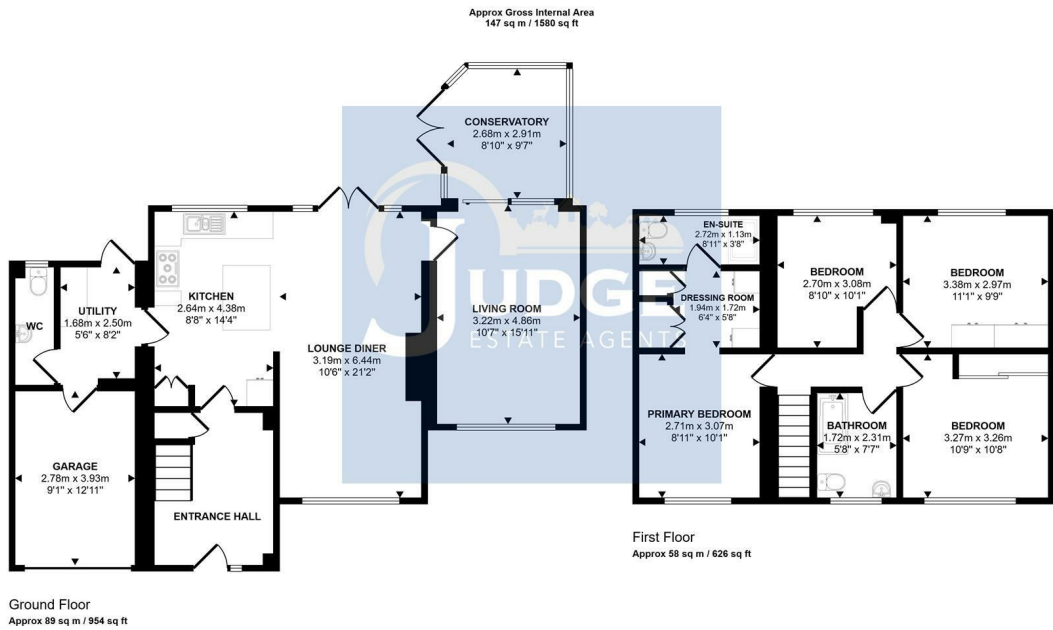 Approx Gross Internal Area
147 sq m / 1580 sq ft
CONSERVATORY
2.68m x 2.91m
8'10" x 9'7"
KITCHEN
2.64m x 4.38m
8'8" x 14'4"
UTILITY
1.68m x 2.50m
5'6" x 8'2"
WC
LOUNGE DINER
3.19m x 6.44m
10'6" x 21'2"
LIVING ROOM
3.22m x 4.86m
10'7" x 15'11"
GARAGE
2.78m x 3.93m
9'1" x 12'11"
ENTRANCE HALL
Ground Floor
Approx 89 sq m / 954 sq ft
EN-SUITE
2.72m x 1.13m
8'11" x 3'8"
DRESSING ROOM
1.94m x 1.72m
6'4" x 5'8"
BEDROOM
2.70m x 3.08m
8'10" x 10'1"
BEDROOM
3.38m x 2.97m
11'1" x 9'9"
PRIMARY BEDROOM
2.71m x 3.07m
8'11" x 10'1"
BATHROOM
1.72m x 2.31m
5'8" x 7'7"
BEDROOM
3.27m x 3.26m
10'9" x 10'8"
First Floor
Approx 58 sq m / 626 sq ft
JUDGE
ESTATE AGENTS